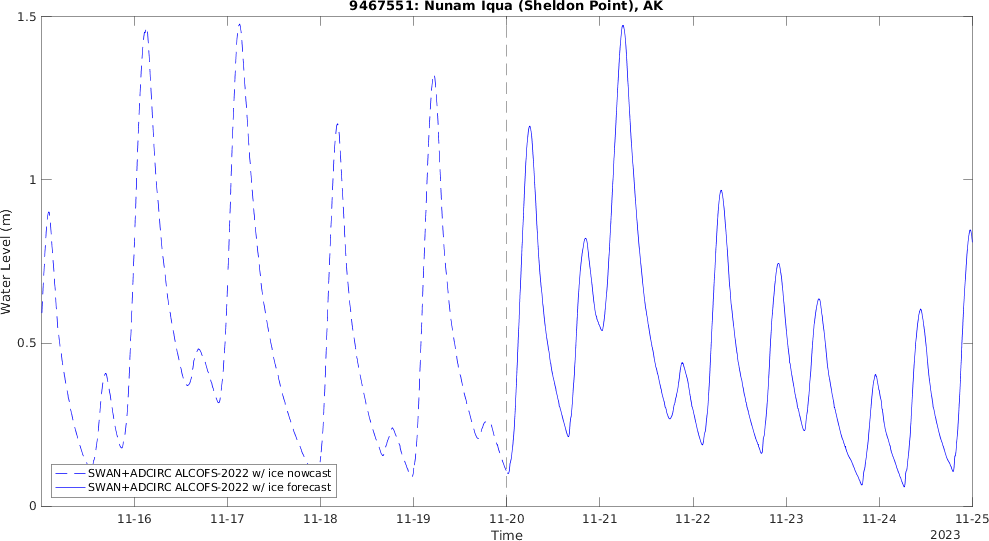 9467551: Nunam Iqua (Sheldon Point), AK
1.5
1
0.5
0
Water Level (m)
SWAN+ADCIRC ALCOFS-2022 w/ ice nowcast
SWAN+ADCIRC ALCOFS-2022 w/ ice forecast
11-16 11-17 11-18 11-19 11-20 11-21 11-22 11-23 11-24 11-25
Time
2023